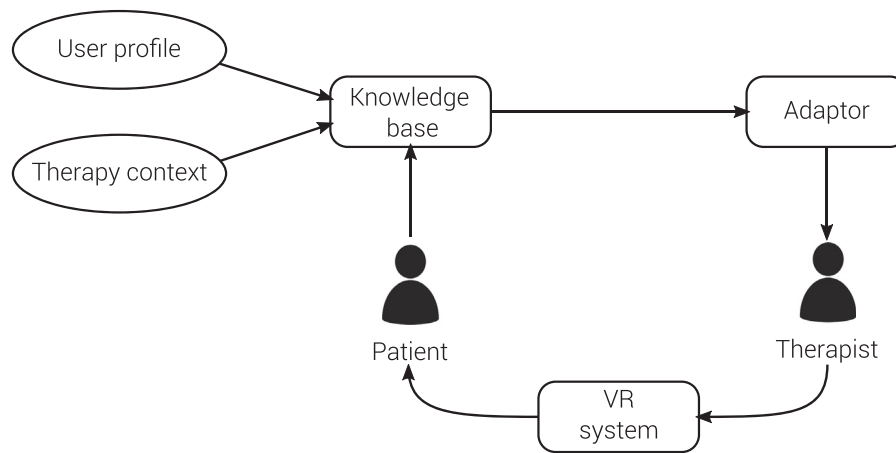 User profile
Therapy context
Knowledge
base
Adaptor
Patient
Therapist
VR
system